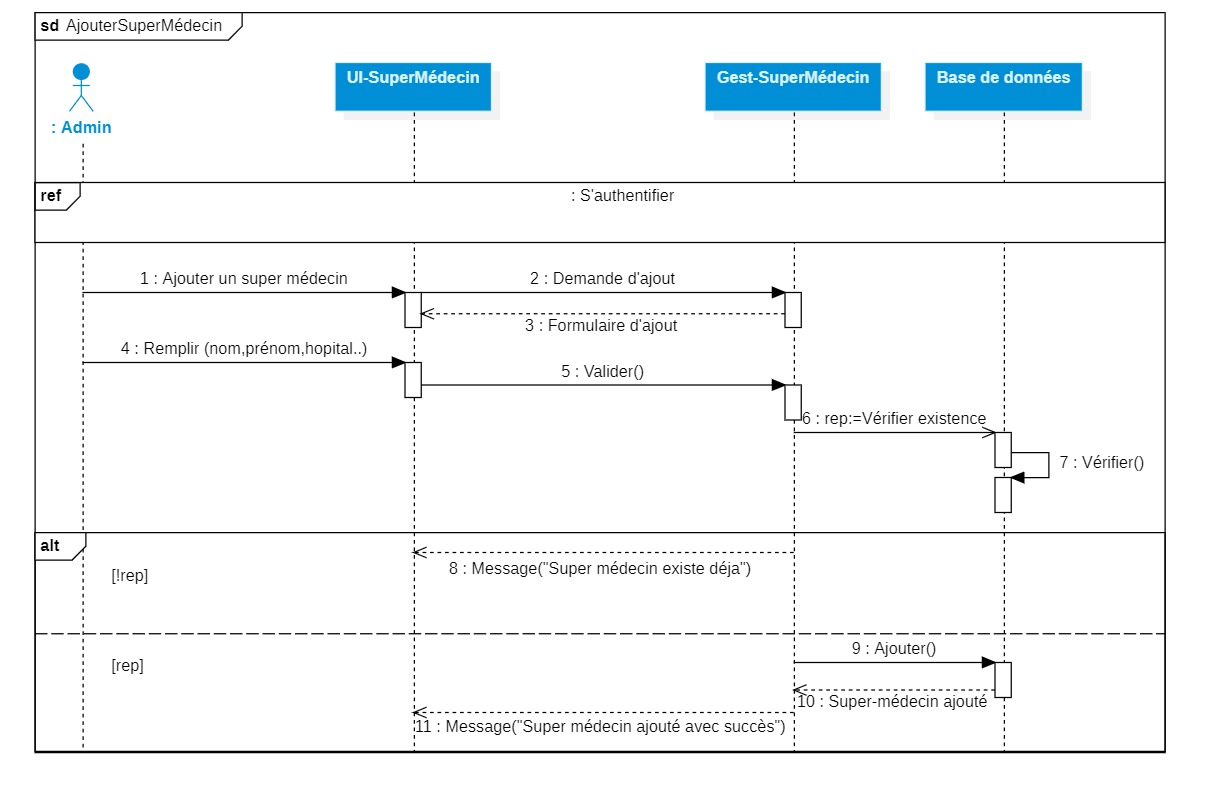 sd AjouterSuperMédecin
UI-SuperMédecin
Gest-SuperMédecin
Base de données
: Admin
ref
: S'authentifier
1 : Ajouter un super médecin
2 : Demande d'ajout
3 : Formulaire d'ajout
4 : Remplir (nom,prénom,hopital..)
5 : Valider()
6 : rep:=Vérifier existence
7 : Vérifier()
alt
8 : Message("Super médecin existe déja")
[!rep]
9 : Ajouter()
[rep]
10 : Super-médecin ajouté
11 : Message("Super médecin ajouté avec succès")